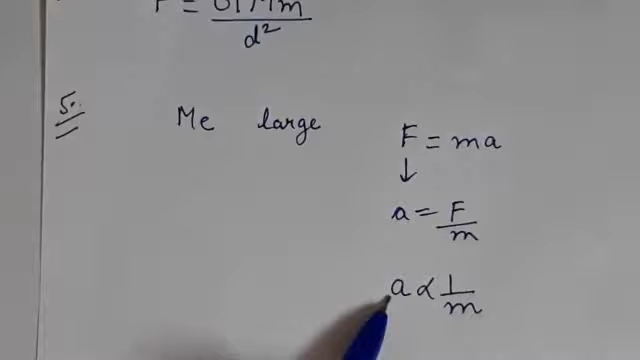 F = GMm / d²
5. Me large
F = ma
↓
a = F/m
a ∝ 1/m